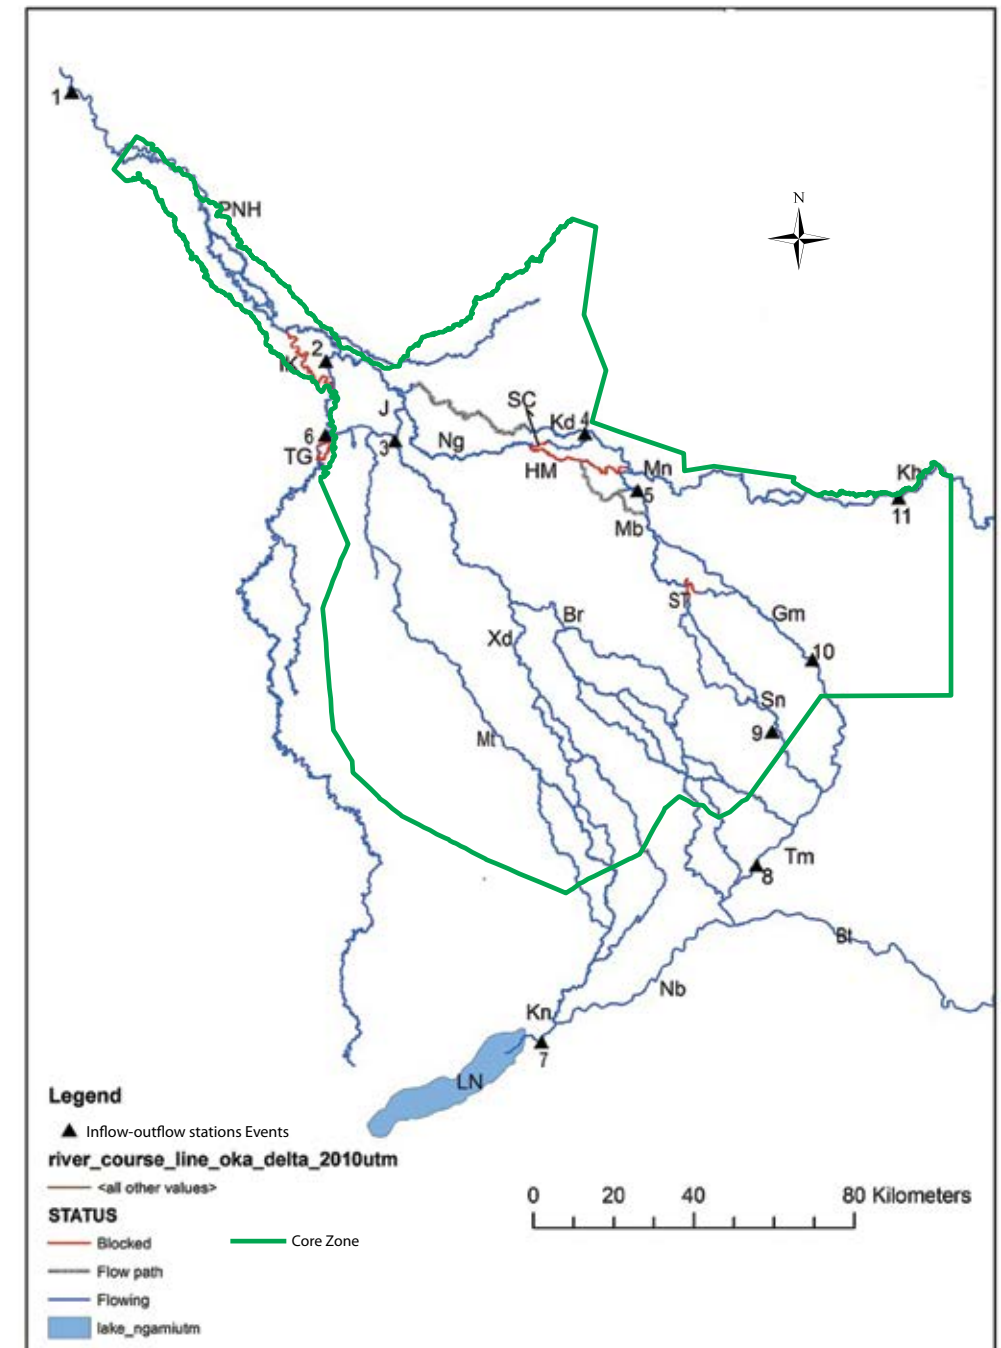 1
N
PNH
2
IK
J
SC
Kd 4
6
3
Ng
TG
HM
Mn
Kh
5
11
Mb
ST
Gm
Br
Xd
10
Sn
9
Mt
Tm
8
Bt
Nb
Kn
7
LN
Legend
Inflow-outflow stations Events
river_course_line_oka_delta_2010utm
<all other values>
STATUS
Blocked
Core Zone
Flow path
Flowing
lake_ngamiutm
0 20 40 80 Kilometers